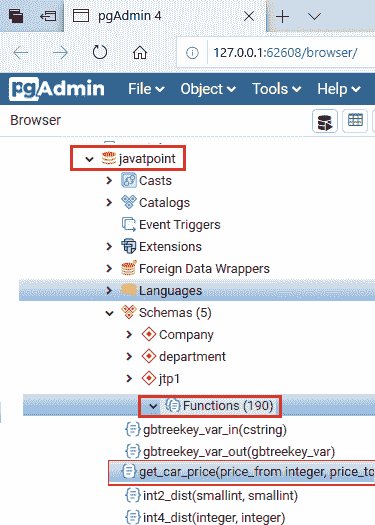 pgAdmin 4
127.0.0.1:62608/browser/
pgAdmin File Object Tools Help
Browser
javatpoint
Casts
Catalogs
Event Triggers
Extensions
Foreign Data Wrappers
Languages
Schemas (5)
Company
department
jtp1
Functions (190)
gbtreekey_var_in(cstring)
gbtreekey_var_out(gbtreekey_var)
get_car_price(price_from integer, price_to
int2_dist(smallint, smallint)
int4_dist(integer, integer)